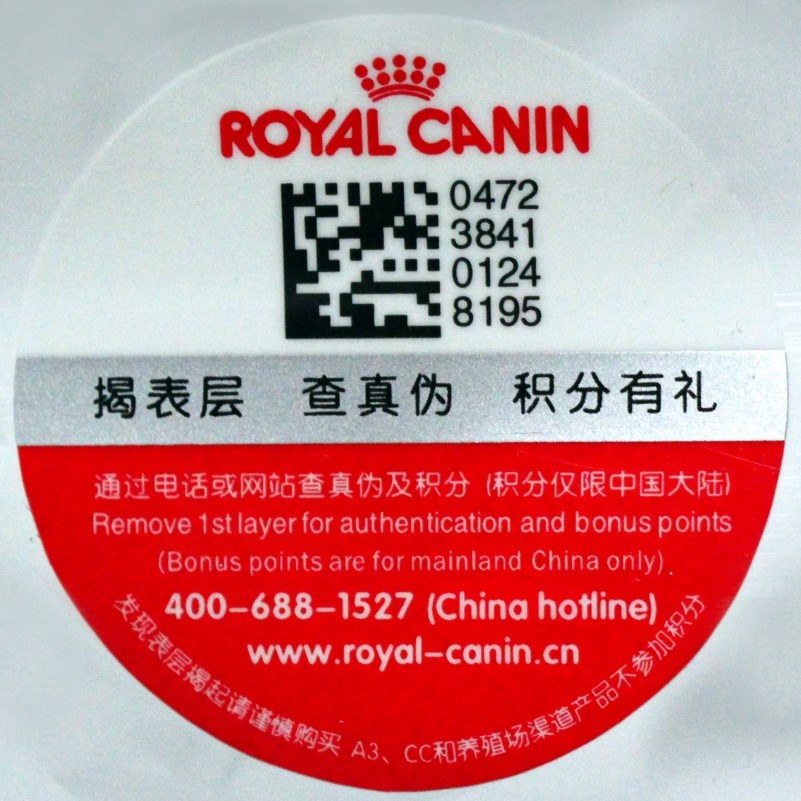 ROYAL CANIN
0472
3841
0124
8195
揭表层 查真伪 积分有礼
通过电话或网站查真伪及积分 (积分仅限中国大陆)
Remove 1st layer for authentication and bonus points
(Bonus points are for mainland China only).
400-688-1527 (China hotline)
www.royal-canin.cn
发现表层揭起请谨慎购买 A3、CC和养殖场渠道产品不参加积分